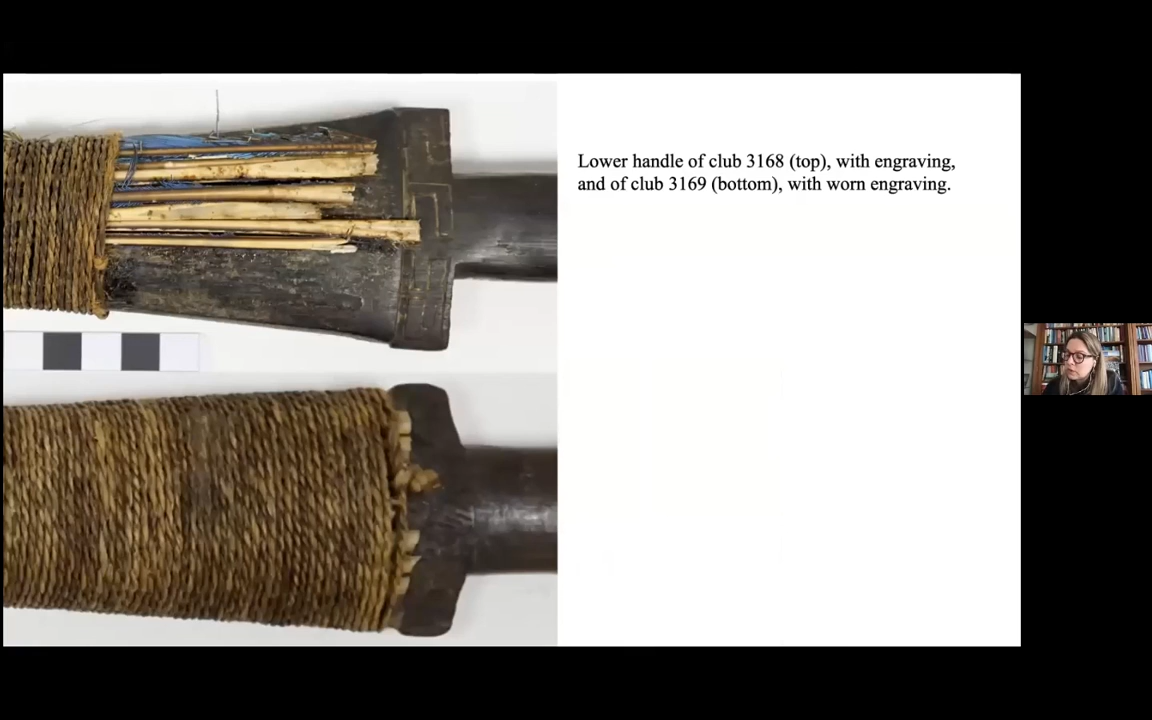 Lower handle of club 3168 (top), with engraving,
and of club 3169 (bottom), with worn engraving.